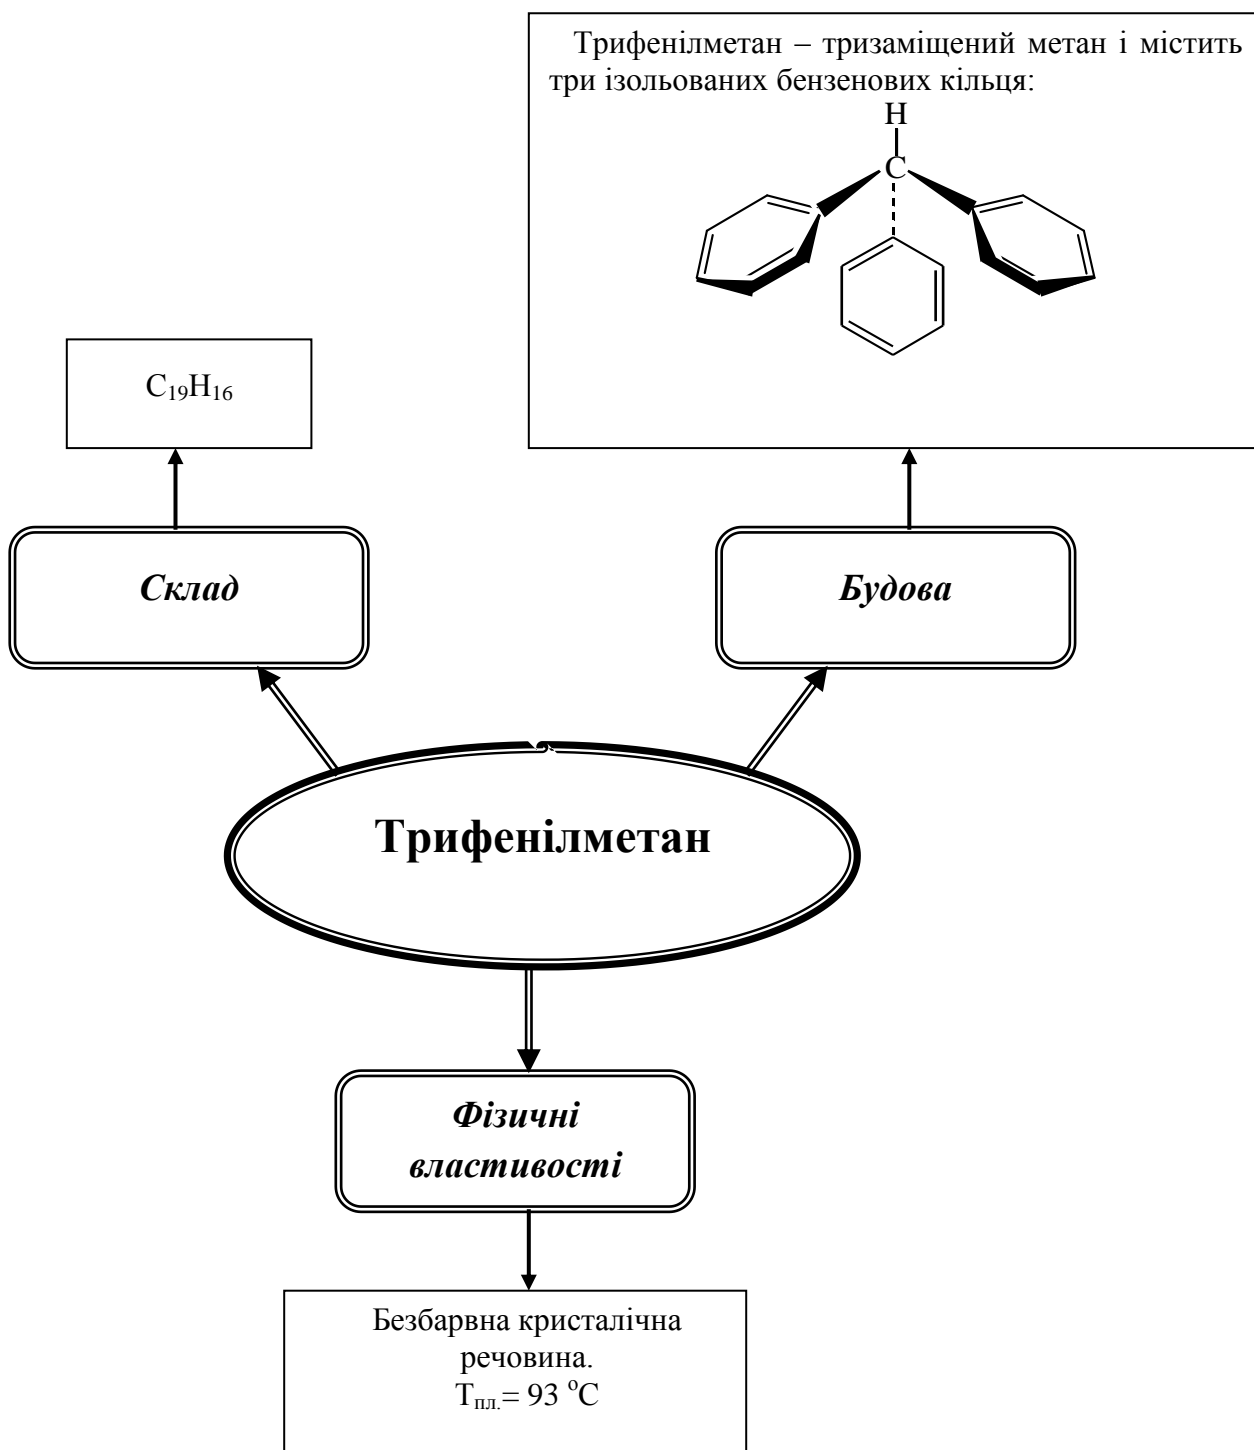 Трифенілметан – тризаміщений метан і містить
три ізольованих бензенових кільця:
H
C
C₁₉H₁₆
Склад
Будова
Трифенілметан
Фізичні
властивості
Безбарвна кристалічна
речовина.
Tпл.= 93 ºC